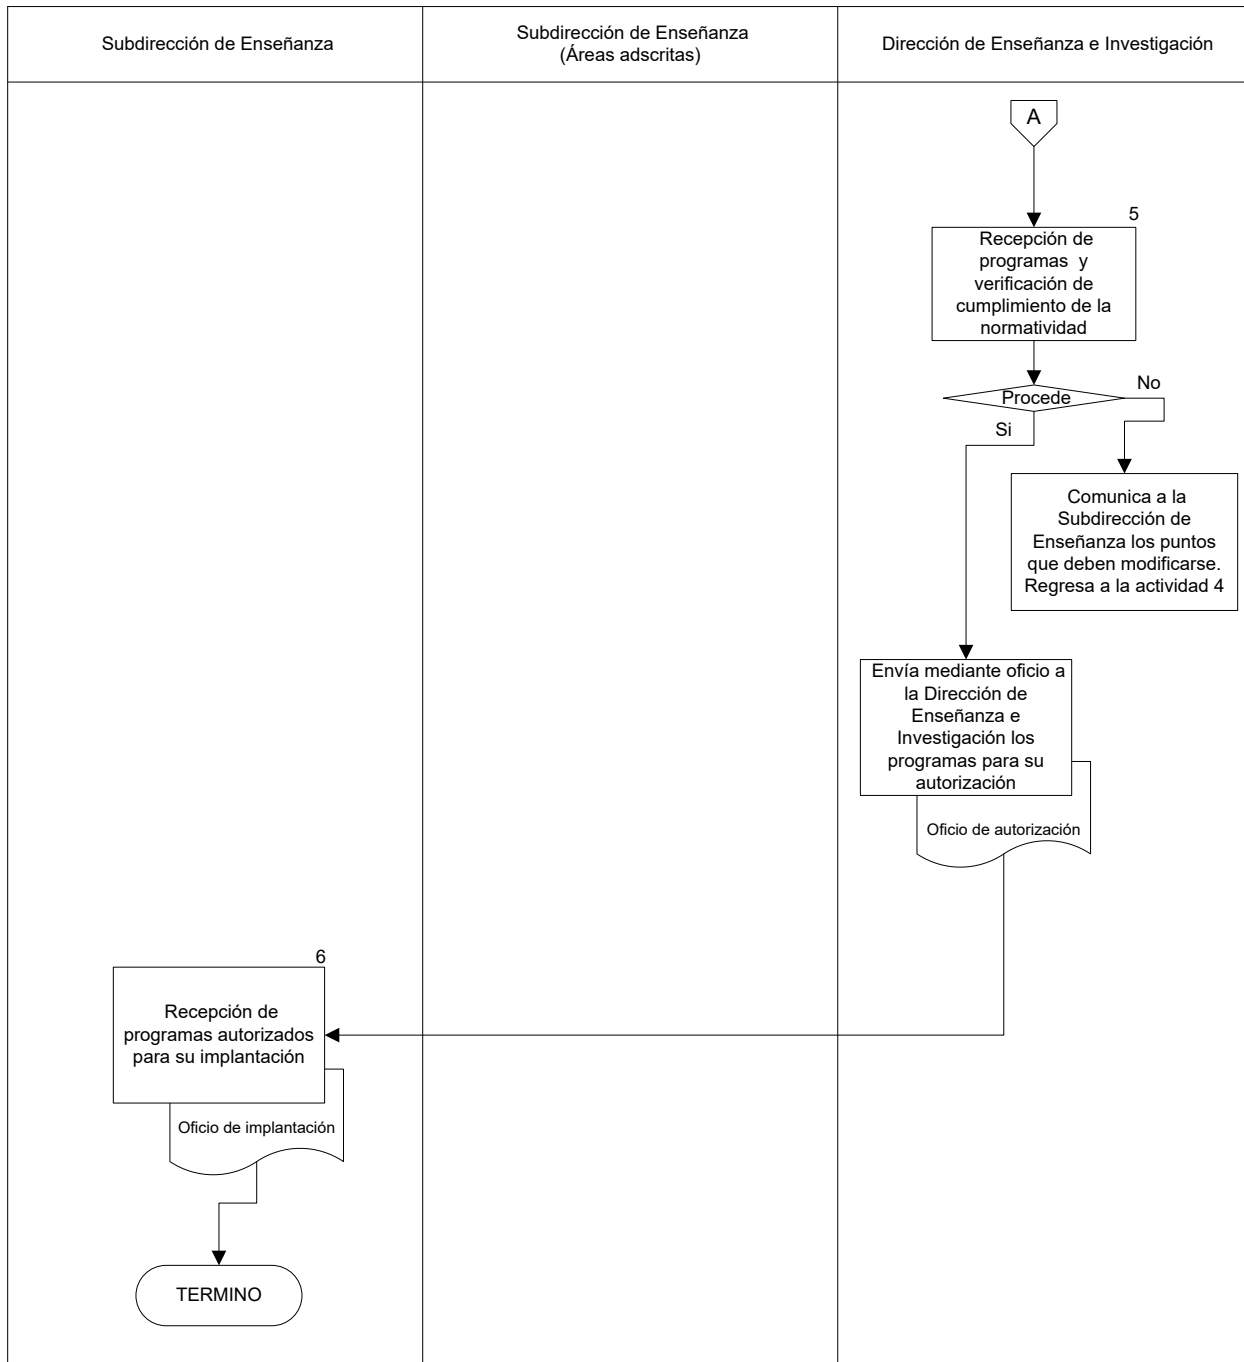 Subdirección de Enseñanza
Subdirección de Enseñanza
(Áreas adscritas)
Dirección de Enseñanza e Investigación
A
5
Recepción de
programas y
verificación de
cumplimiento de la
normatividad
Procede
No
Si
Comunica a la
Subdirección de
Enseñanza los puntos
que deben modificarse.
Regresa a la actividad 4
Envía mediante oficio a
la Dirección de
Enseñanza e
Investigación los
programas para su
autorización
Oficio de autorización
6
Recepción de
programas autorizados
para su implantación
Oficio de implantación
TERMINO